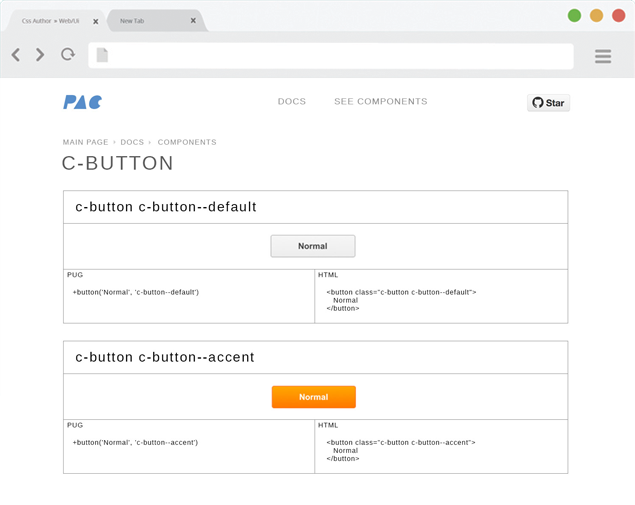 Css Author » Web/UI
New Tab
PAC
DOCS
SEE COMPONENTS
Star
MAIN PAGE › DOCS › COMPONENTS
C-BUTTON
c-button c-button--default
Normal
PUG
+button('Normal', 'c-button--default')
HTML
<button class="c-button c-button--default">
Normal
</button>
c-button c-button--accent
Normal
PUG
+button('Normal', 'c-button--accent')
HTML
<button class="c-button c-button--accent">
Normal
</button>